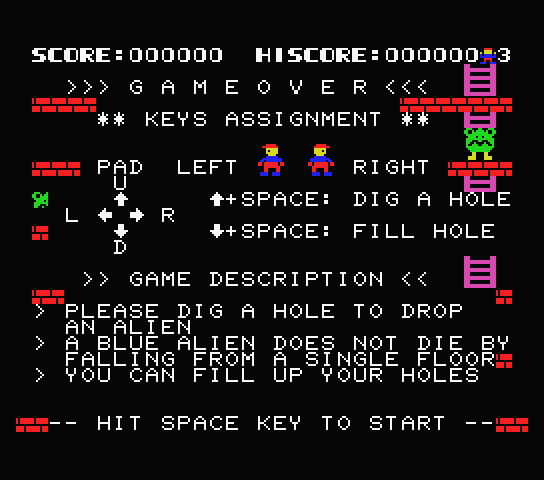 SCORE:000000 HISCORE:000000 3
>>> G A M E O V E R <<<
** KEYS ASSIGNMENT **
PAD LEFT RIGHT
U
↑+SPACE: DIG A HOLE
L R
↓+SPACE: FILL HOLE
D
>> GAME DESCRIPTION <<
> PLEASE DIG A HOLE TO DROP
AN ALIEN
> A BLUE ALIEN DOES NOT DIE BY
FALLING FROM A SINGLE FLOOR
> YOU CAN FILL UP YOUR HOLES
-- HIT SPACE KEY TO START --